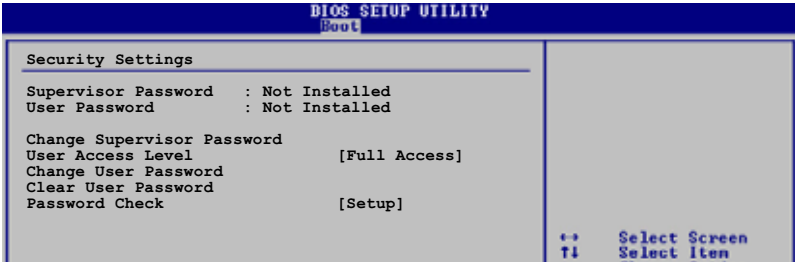 BIOS SETUP UTILITY
Boot
Security Settings
Supervisor Password : Not Installed
User Password : Not Installed
Change Supervisor Password
User Access Level [Full Access]
Change User Password
Clear User Password
Password Check [Setup]
↔ Select Screen
↑↓ Select Item